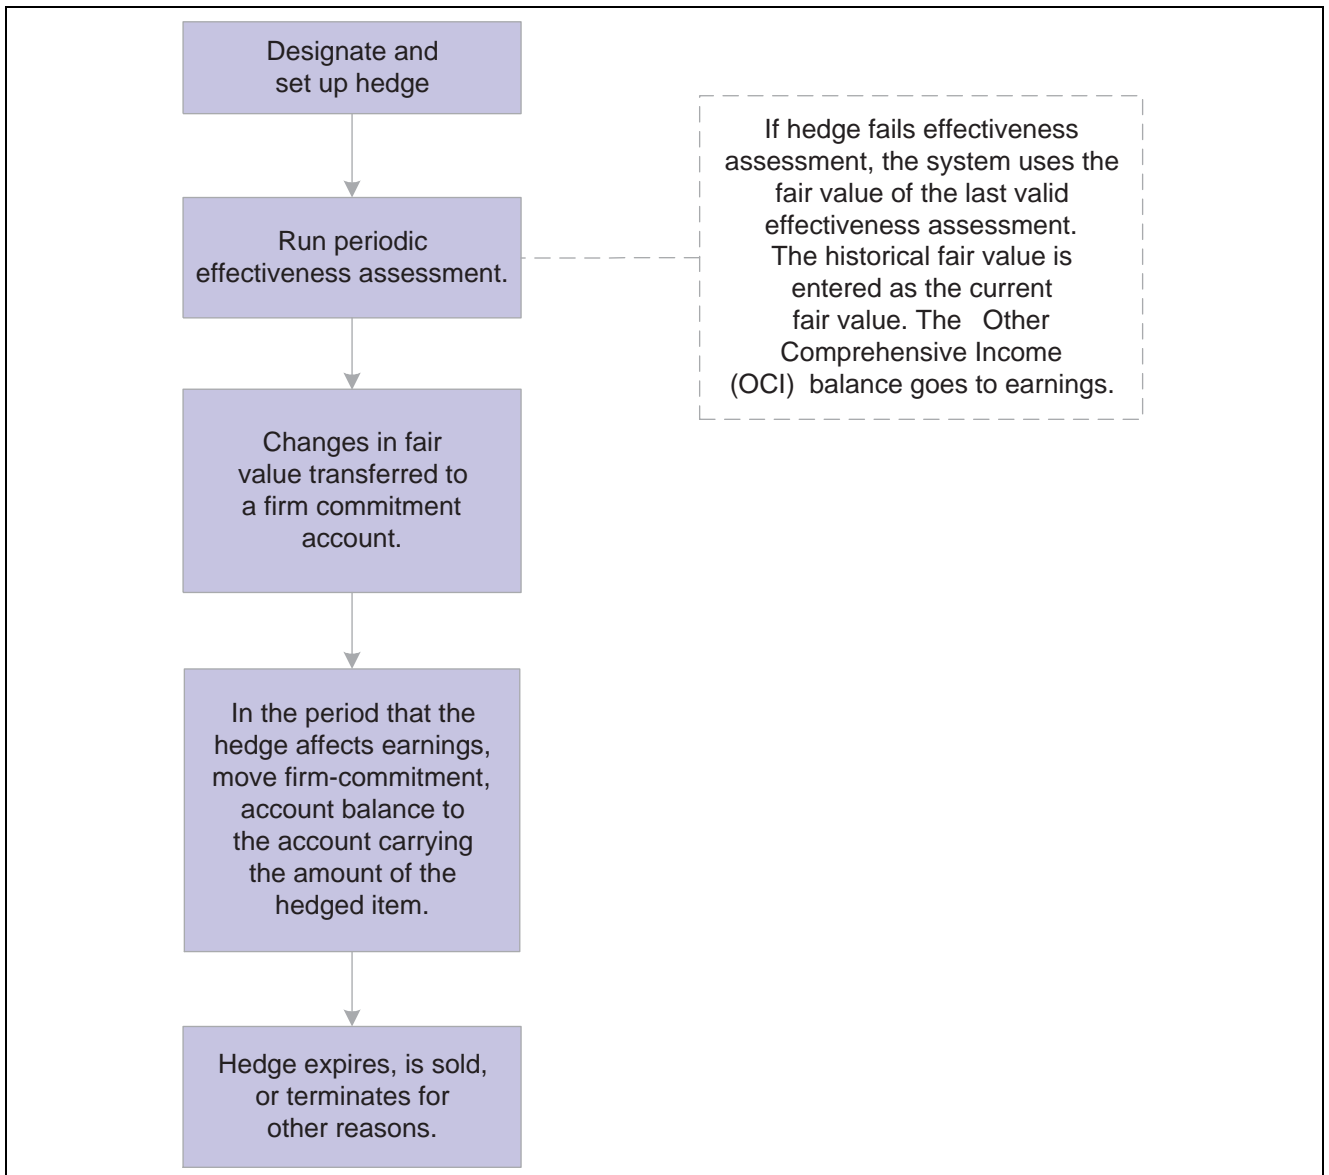 Designate and
set up hedge
Run periodic
effectiveness assessment.
If hedge fails effectiveness
assessment, the system uses the
fair value of the last valid
effectiveness assessment.
The historical fair value is
entered as the current
fair value. The Other
Comprehensive Income
(OCI) balance goes to earnings.
Changes in fair
value transferred to
a firm commitment
account.
In the period that the
hedge affects earnings,
move firm-commitment,
account balance to
the account carrying
the amount of the
hedged item.
Hedge expires, is sold,
or terminates for
other reasons.